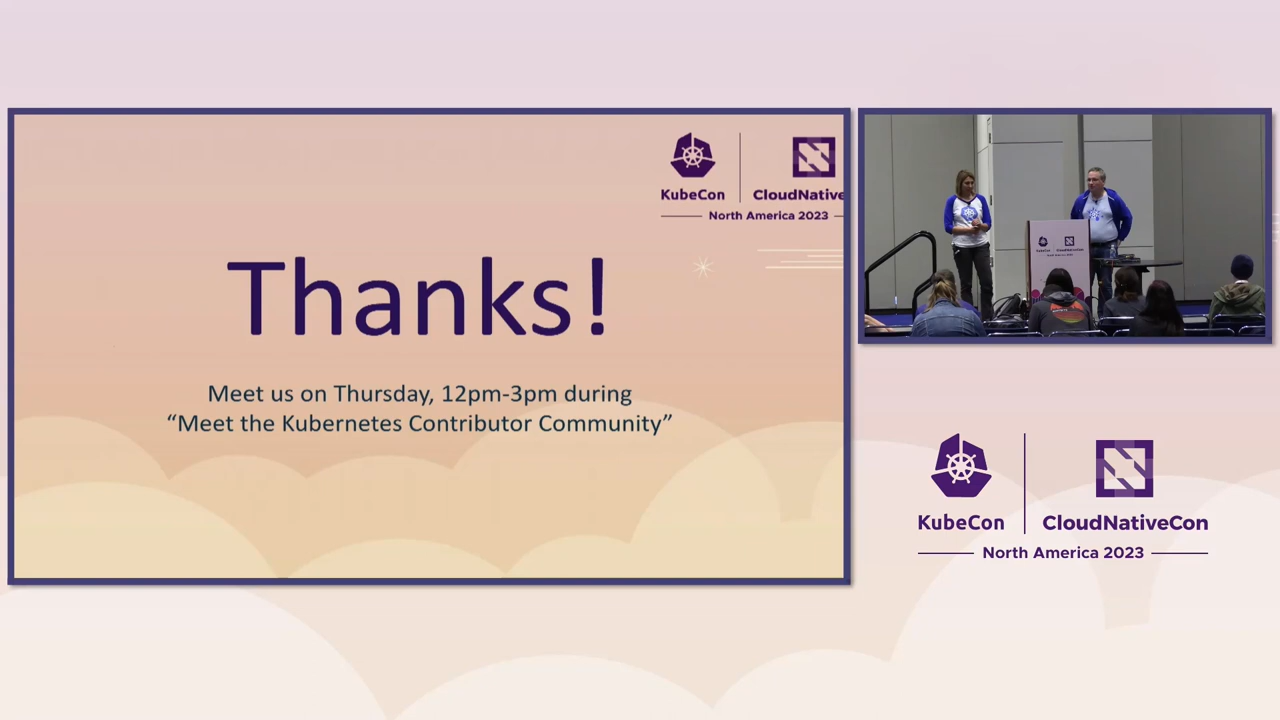 KubeCon
CloudNative
North America 2023
Thanks!
Meet us on Thursday, 12pm-3pm during
“Meet the Kubernetes Contributor Community”
KubeCon
CloudNativeCon
North America 2023